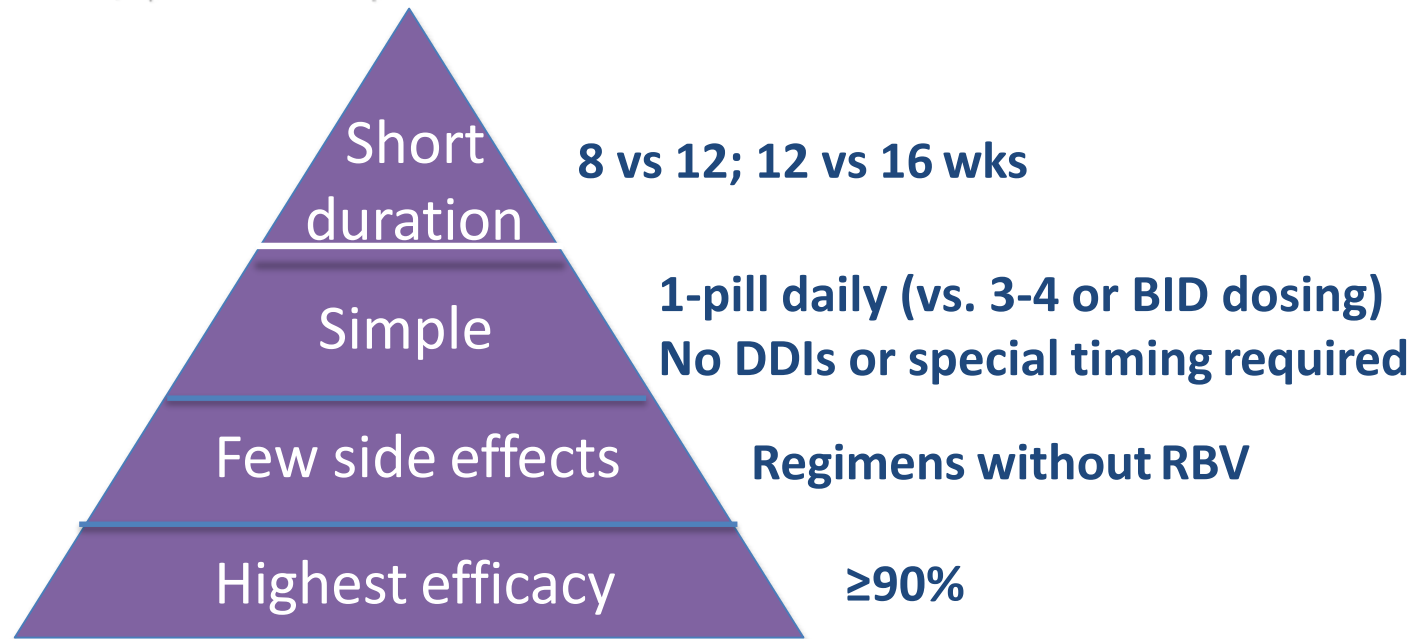 Short
duration
8 vs 12; 12 vs 16 wks
Simple
1-pill daily (vs. 3-4 or BID dosing)
No DDIs or special timing required
Few side effects
Regimens without RBV
Highest efficacy
≥90%